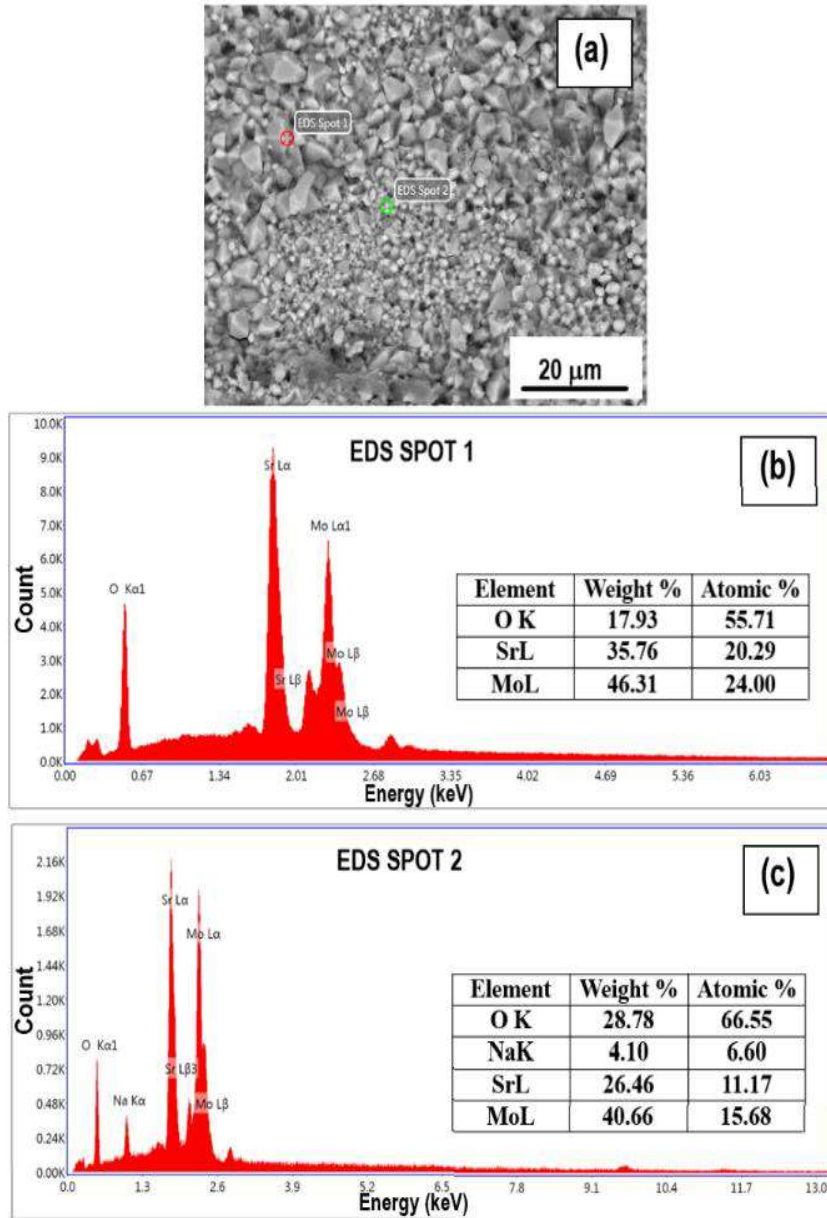 (a)
EDS Spot 1
EDS Spot 2
20 μm
EDS SPOT 1
(b)
10.0K
9.0K
8.0K
7.0K
6.0K
5.0K
4.0K
3.0K
2.0K
1.0K
0.0K
Count
O Kα1
Sr Lα
Sr Lβ
Mo Lα1
Mo Lβ
Mo Lβ
Element Weight % Atomic %
O K 17.93 55.71
SrL 35.76 20.29
MoL 46.31 24.00
0.00 0.67 1.34 2.01 2.68 3.35 4.02 4.69 5.36 6.03
Energy (keV)
EDS SPOT 2
(c)
2.16K
1.92K
1.68K
1.44K
1.20K
0.96K
0.72K
0.48K
0.24K
0.00K
Count
O Kα1
Na Kα
Sr Lα
Mo Lα
Sr Lβ3
Mo Lβ
Element Weight % Atomic %
O K 28.78 66.55
NaK 4.10 6.60
SrL 26.46 11.17
MoL 40.66 15.68
0.0 1.3 2.6 3.9 5.2 6.5 7.8 9.1 10.4 11.7 13.0
Energy (keV)